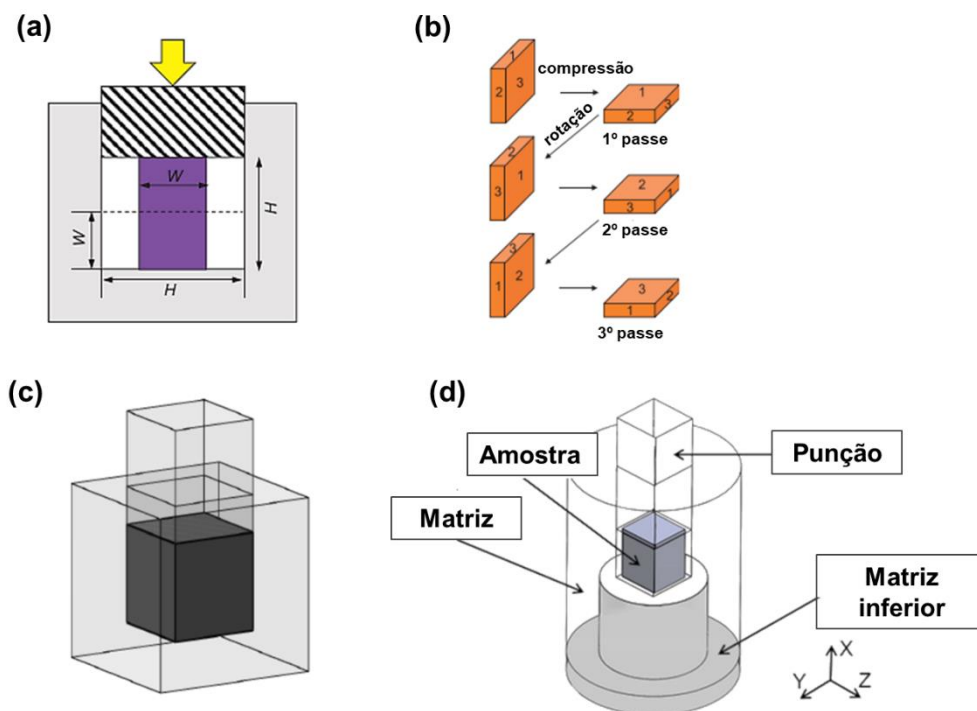 (a)
W
H
W
H
(b)
1
2 3
compressão
1
2 3
1º passe
rotação
2
3 1
2
3 1
2º passe
3
1 2
3
1 2
3º passe
(c)
(d)
Amostra
Punção
Matriz
Matriz
inferior
X
Y Z